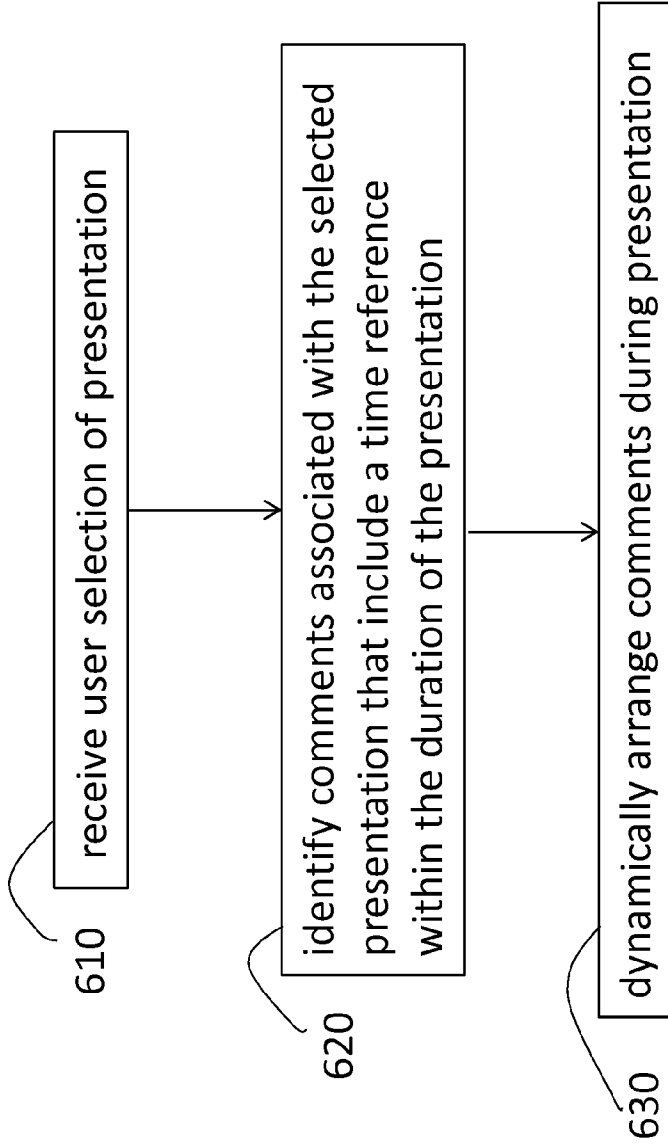 610
receive user selection of presentation
620
identify comments associated with the selected
presentation that include a time reference
within the duration of the presentation
630
dynamically arrange comments during presentation